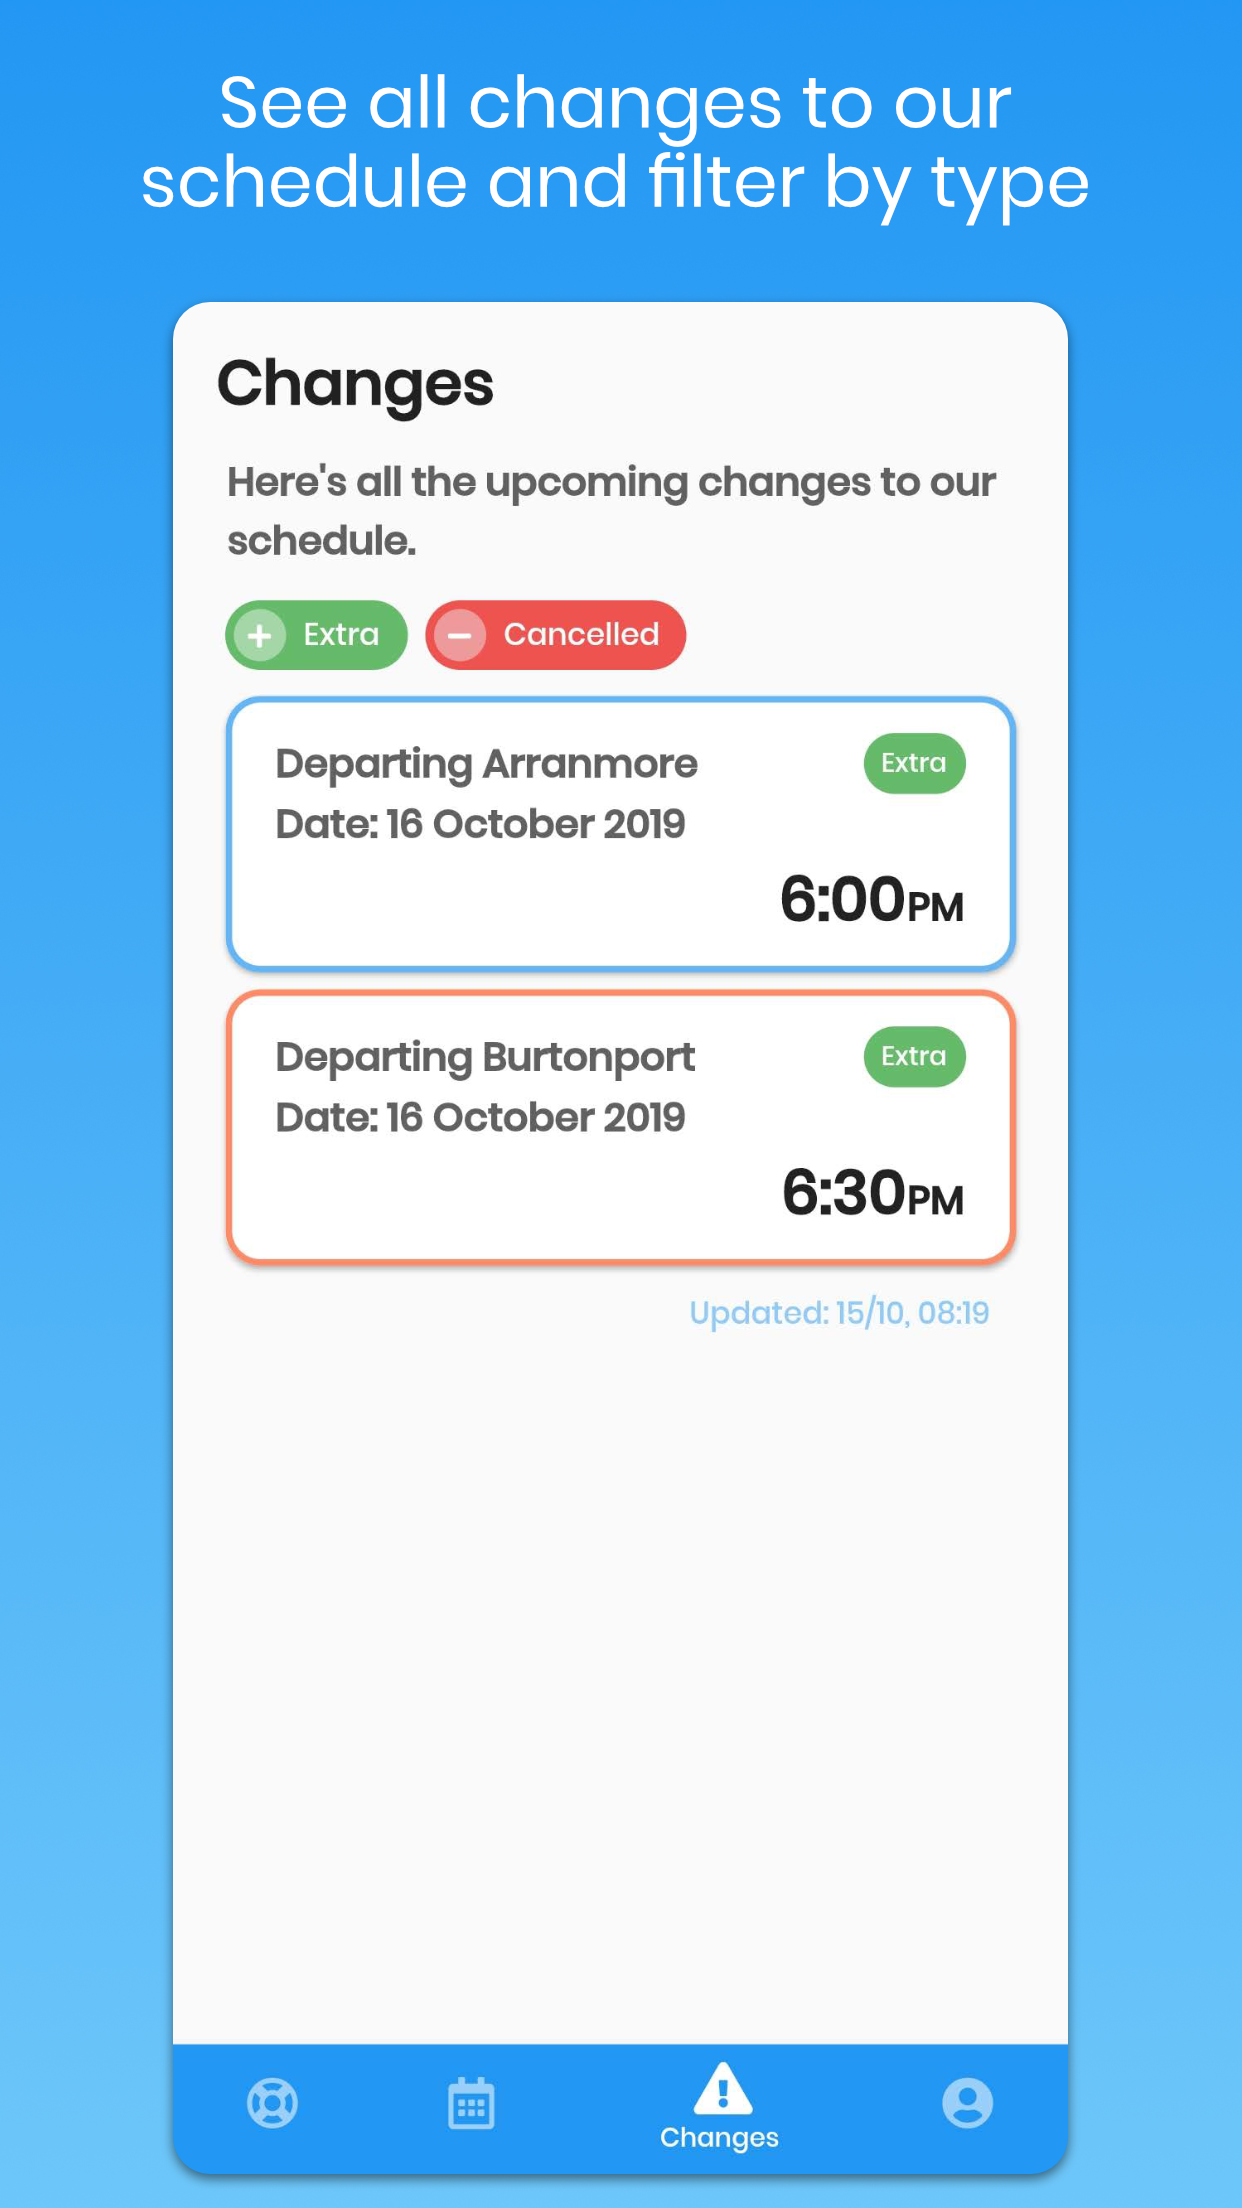 See all changes to our
schedule and filter by type
Changes
Here's all the upcoming changes to our
schedule.
Extra
Cancelled
Departing Arranmore
Extra
Date: 16 October 2019
6:00PM
Departing Burtonport
Extra
Date: 16 October 2019
6:30PM
Updated: 15/10, 08:19
Changes